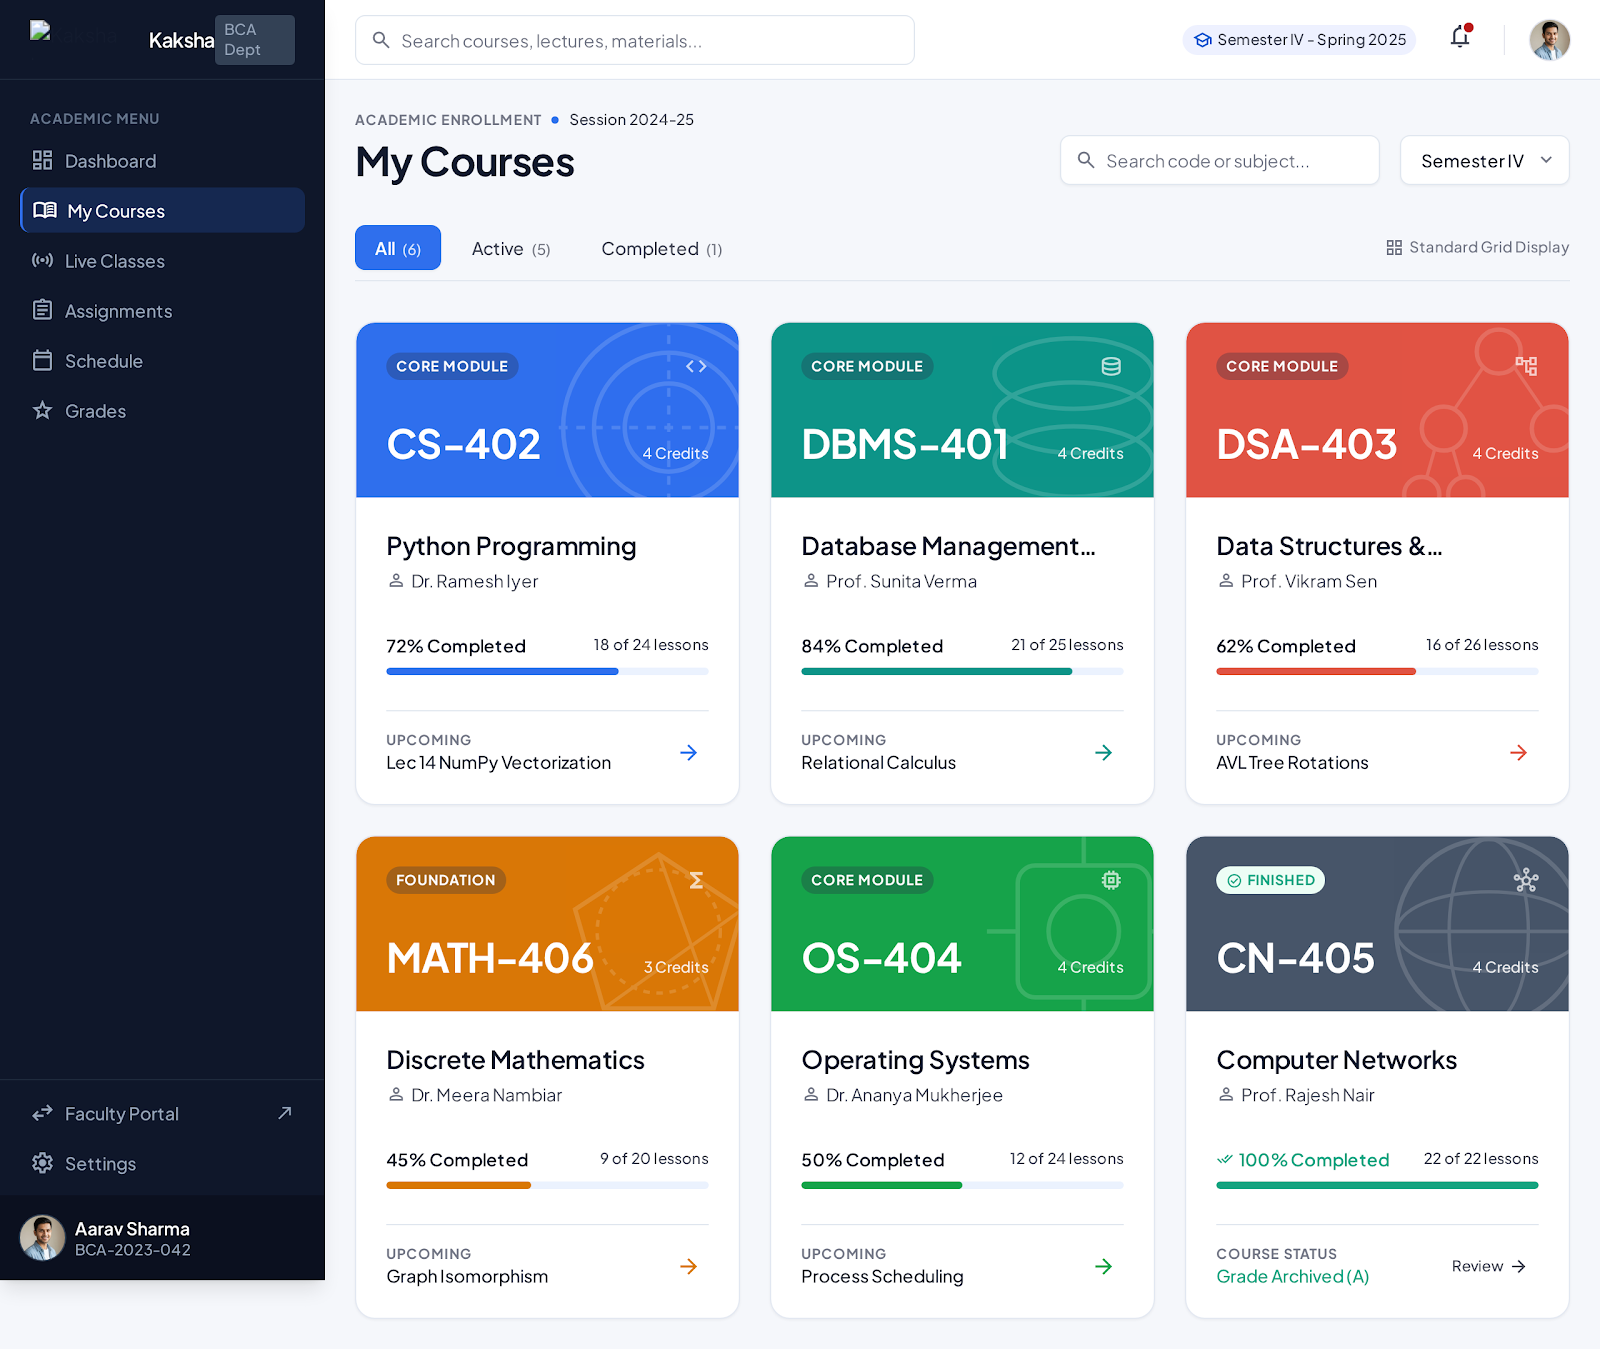 Kaksha
BCA
Dept
Search courses, lectures, materials...
Semester IV - Spring 2025
ACADEMIC MENU
Dashboard
My Courses
Live Classes
Assignments
Schedule
Grades
Faculty Portal
Settings
Aarav Sharma
BCA-2023-042
ACADEMIC ENROLLMENT • Session 2024-25
My Courses
Search code or subject...
Semester IV
All (6)
Active (5)
Completed (1)
Standard Grid Display
CORE MODULE
CS-402
4 Credits
Python Programming
Dr. Ramesh Iyer
72% Completed
18 of 24 lessons
UPCOMING
Lec 14 NumPy Vectorization
CORE MODULE
DBMS-401
4 Credits
Database Management...
Prof. Sunita Verma
84% Completed
21 of 25 lessons
UPCOMING
Relational Calculus
CORE MODULE
DSA-403
4 Credits
Data Structures &...
Prof. Vikram Sen
62% Completed
16 of 26 lessons
UPCOMING
AVL Tree Rotations
FOUNDATION
Σ
MATH-406
3 Credits
Discrete Mathematics
Dr. Meera Nambiar
45% Completed
9 of 20 lessons
UPCOMING
Graph Isomorphism
CORE MODULE
OS-404
4 Credits
Operating Systems
Dr. Ananya Mukherjee
50% Completed
12 of 24 lessons
UPCOMING
Process Scheduling
FINISHED
CN-405
4 Credits
Computer Networks
Prof. Rajesh Nair
100% Completed
22 of 22 lessons
COURSE STATUS
Grade Archived (A)
Review →